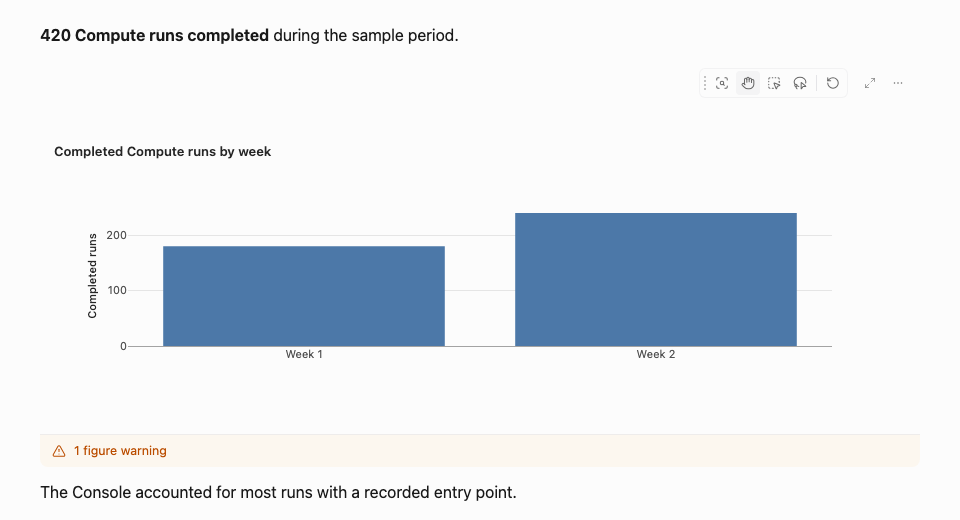 420 Compute runs completed during the sample period.
Completed Compute runs by week
Completed runs
200
100
0
Week 1
Week 2
1 figure warning
The Console accounted for most runs with a recorded entry point.